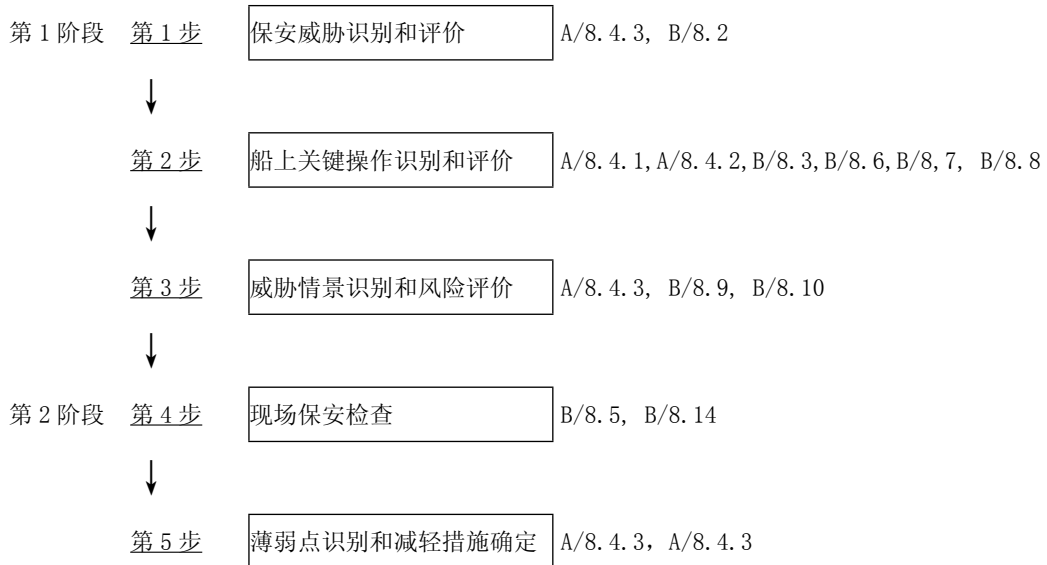 第 1 阶段 第 1 步 保安威胁识别和评价 A/8.4.3, B/8.2
第 2 步 船上关键操作识别和评价 A/8.4.1,A/8.4.2,B/8.3,B/8.6,B/8,7, B/8.8
第 3 步 威胁情景识别和风险评价 A/8.4.3, B/8.9, B/8.10
第 2 阶段 第 4 步 现场保安检查 B/8.5, B/8.14
第 5 步 薄弱点识别和减轻措施确定 A/8.4.3，A/8.4.3